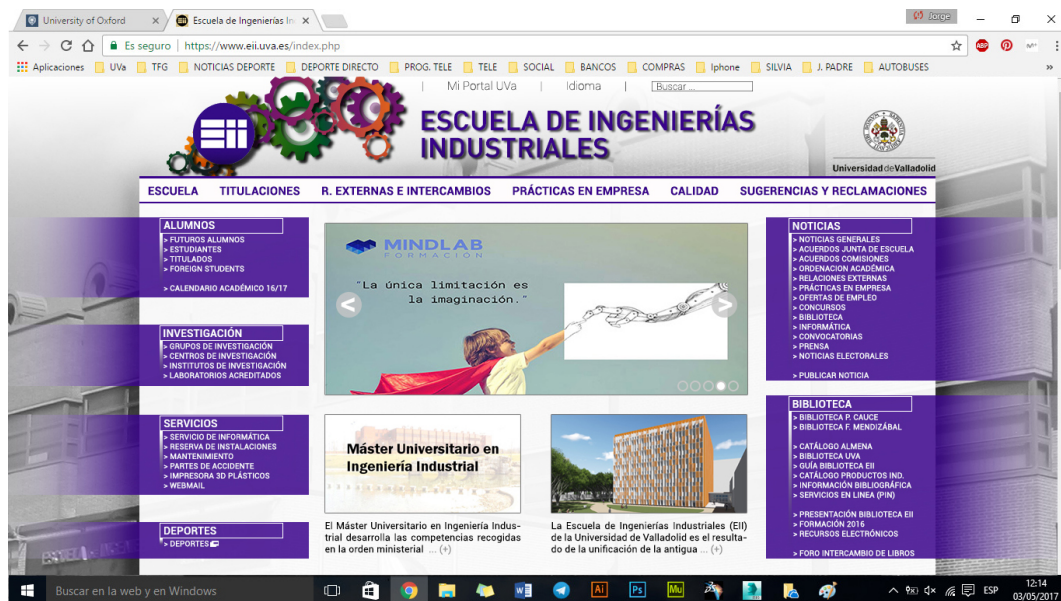 University of Oxford
Escuela de Ingenierías In
Jorge
Es seguro
https://www.eii.uva.es/index.php
ABP
Aplicaciones
UVa
TFG
NOTICIAS DEPORTE
DEPORTE DIRECTO
PROG. TELE
TELE
SOCIAL
BANCOS
COMPRAS
Iphone
SILVIA
J. PADRE
AUTOBUSES
»
Mi Portal UVa
Idioma
Buscar ...
Eii
ESCUELA DE INGENIERÍAS
INDUSTRIALES
Universidad de Valladolid
ESCUELA
TITULACIONES
R. EXTERNAS E INTERCAMBIOS
PRÁCTICAS EN EMPRESA
CALIDAD
SUGERENCIAS Y RECLAMACIONES
ALUMNOS
> FUTUROS ALUMNOS
> ESTUDIANTES
> TITULADOS
> FOREIGN STUDENTS
> CALENDARIO ACADÉMICO 16/17
INVESTIGACIÓN
> GRUPOS DE INVESTIGACIÓN
> CENTROS DE INVESTIGACIÓN
> INSTITUTOS DE INVESTIGACIÓN
> LABORATORIOS ACREDITADOS
SERVICIOS
> SERVICIO DE INFORMÁTICA
> RESERVA DE INSTALACIONES
> MANTENIMIENTO
> PARTES DE ACCIDENTE
> IMPRESORA 3D PLÁSTICOS
> WEBMAIL
DEPORTES
> DEPORTES
MINDLAB
FORMACIÓN
"La única limitación es
la imaginación."
Máster Universitario en
Ingeniería Industrial
El Máster Universitario en Ingeniería Indus-
trial desarrolla las competencias recogidas
en la orden ministerial ... (+)
La Escuela de Ingenierías Industriales (EII)
de la Universidad de Valladolid es el resulta-
do de la unificación de la antigua ... (+)
NOTICIAS
> NOTICIAS GENERALES
> ACUERDOS JUNTA DE ESCUELA
> ACUERDOS COMISIONES
> ORDENACION ACADÉMICA
> RELACIONES EXTERNAS
> PRÁCTICAS EN EMPRESA
> OFERTAS DE EMPLEO
> CONCURSOS
> BIBLIOTECA
> INFORMÁTICA
> CONVOCATORIAS
> PRENSA
> NOTICIAS ELECTORALES
> PUBLICAR NOTICIA
BIBLIOTECA
> BIBLIOTECA P. CAUCE
> BIBLIOTECA F. MENDIZÁBAL
> CATÁLOGO ALMENA
> BIBLIOTECA UVA
> GUÍA BIBLIOTECA EII
> CATÁLOGO PRODUCTOS IND.
> INFORMACIÓN BIBLIOGRÁFICA
> SERVICIOS EN LINEA (PIN)
> PRESENTACIÓN BIBLIOTECA EII
> FORMACIÓN 2016
> RECURSOS ELECTRÓNICOS
> FORO INTERCAMBIO DE LIBROS
Buscar en la web y en Windows
Ai
Ps
Mu
ESP
12:14
03/05/2017